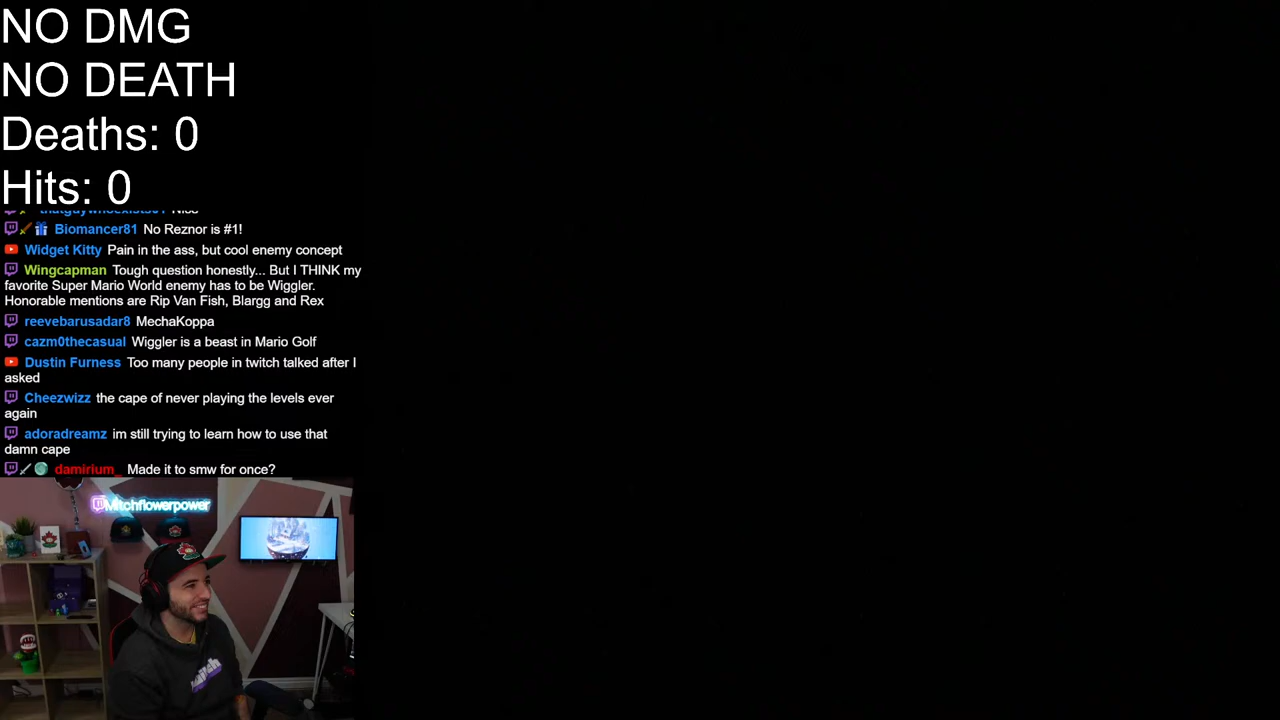 NO DMG
NO DEATH
Deaths: 0
Hits: 0
Biomancer81 No Reznor is #1!
Widget Kitty Pain in the ass, but cool enemy concept
Wingcapman Tough question honestly... But I THINK my
favorite Super Mario World enemy has to be Wiggler.
Honorable mentions are Rip Van Fish, Blargg and Rex
reevebarusadar8 MechaKoppa
cazm0thecasual Wiggler is a beast in Mario Golf
Dustin Furness Too many people in twitch talked after I
asked
Cheezwizz the cape of never playing the levels ever
again
adoradreamz im still trying to learn how to use that
damn cape
damirium_ Made it to smw for once?
Mitchflowerpower